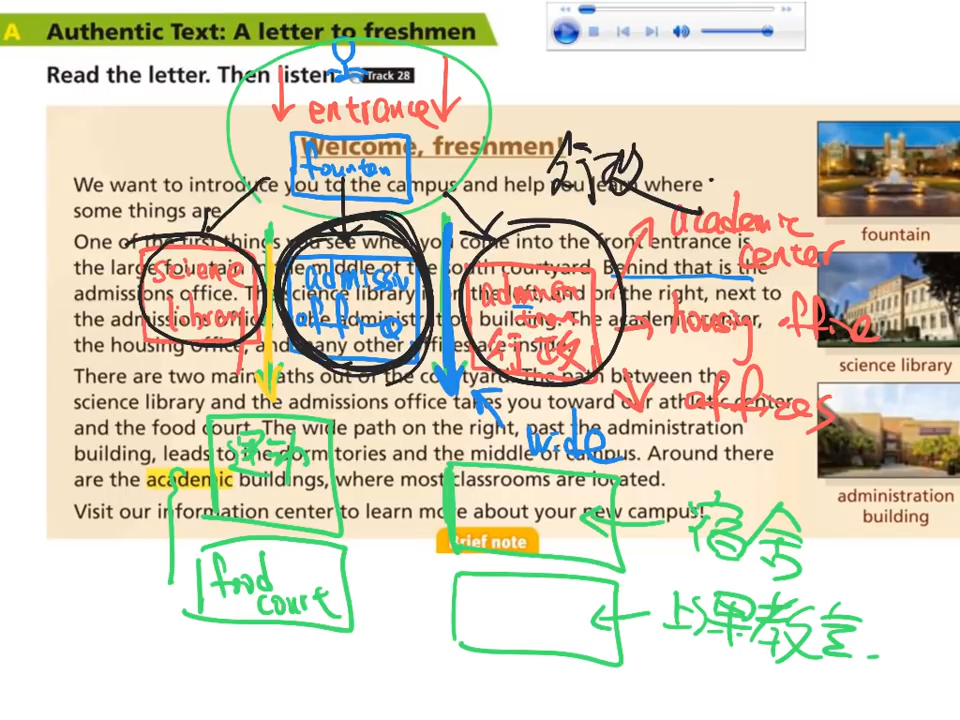 A Authentic Text: A letter to freshmen
Read the letter. Then listen. Track 28
entrance
Welcome, freshmen!
行政
We want to introduce you to the campus and help you learn where
some things are.
academic
center
One of the first things you see when you come into the front entrance is
the large fountain in the middle of the south courtyard. Behind that is the
admissions office. The science library is on the left, and on the right, next to
the admissions office, is the administration building. The academic center,
the housing office, and many other offices are inside.
science
library
行政
housing office
offices
There are two main paths out of the courtyard. The path between the
science library and the admissions office takes you toward our athletic center
and the food court. The wide path on the right, past the administration
building, leads to the dormitories and the middle of campus. Around there
are the academic buildings, where most classrooms are located.
wide
Visit our information center to learn more about your new campus!
Brief note
fountain
science library
administration
building
宿舍
food
court
上课教室.